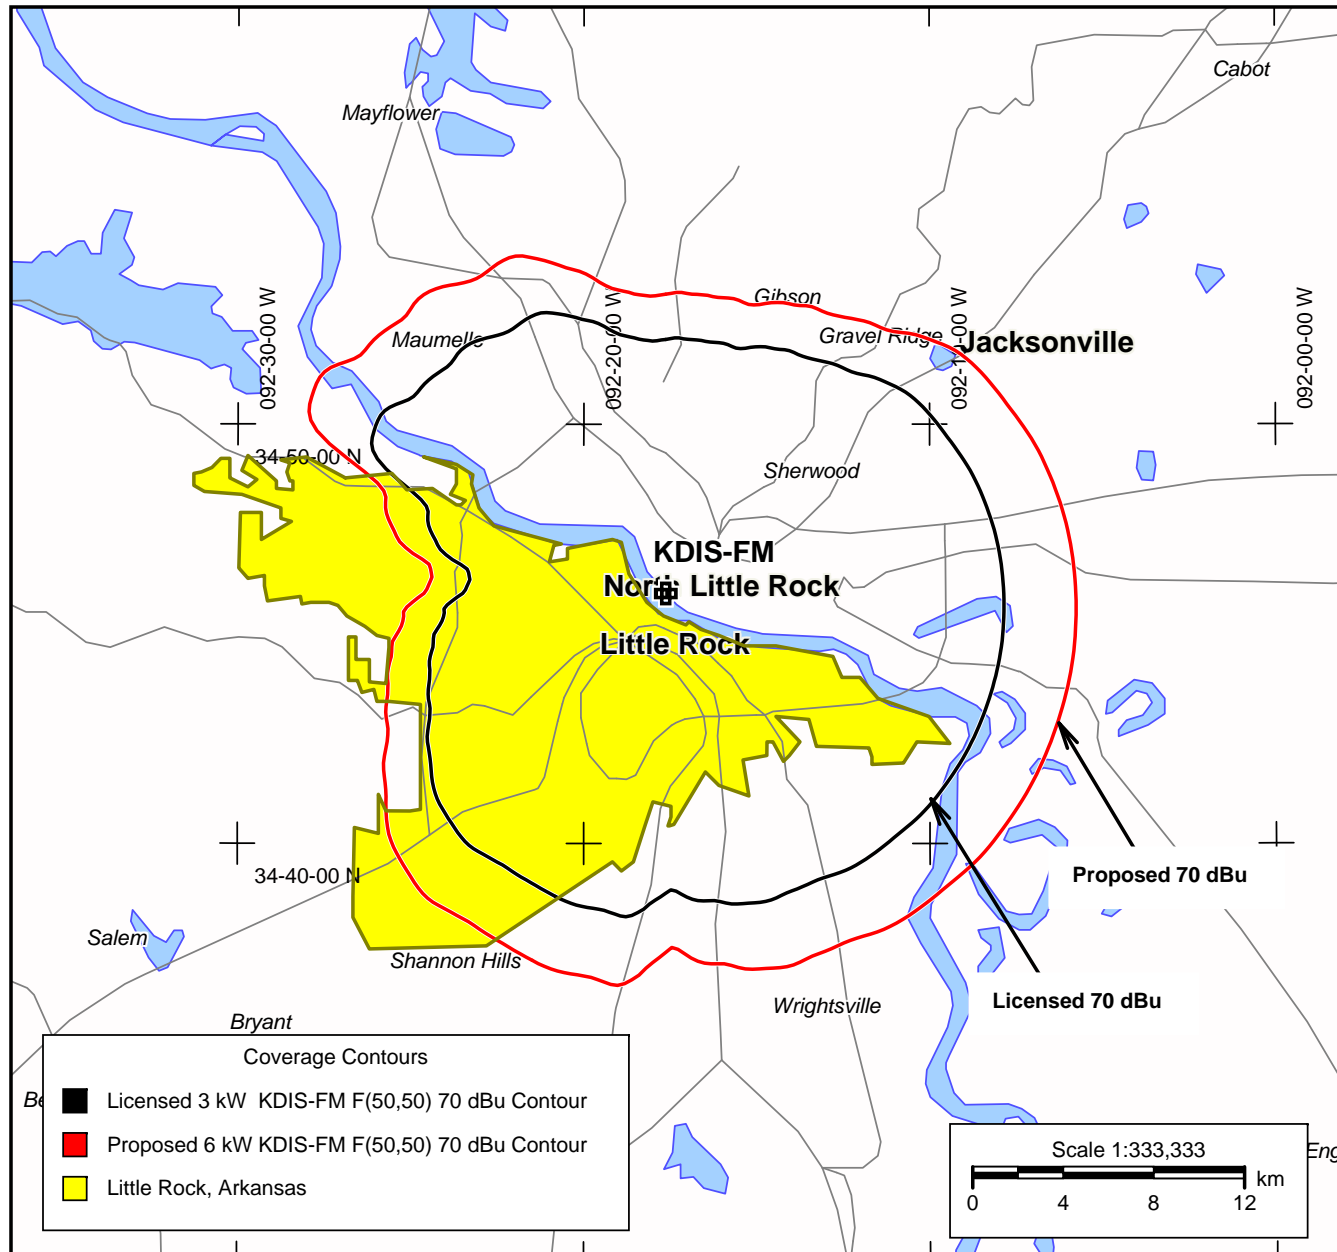 Cabot
Mayflower
092-30-00 W
092-20-00 W
092-10-00 W
092-00-00 W
Gibson
Maumelle
Gravel Ridge
Jacksonville
34-50-00 N
Sherwood
KDIS-FM
North Little Rock
Little Rock
34-40-00 N
Proposed 70 dBu
Salem
Shannon Hills
Licensed 70 dBu
Wrightsville
Bryant
Coverage Contours
Be
Licensed 3 kW KDIS-FM F(50,50) 70 dBu Contour
Proposed 6 kW KDIS-FM F(50,50) 70 dBu Contour
Little Rock, Arkansas
Scale 1:333,333
Eng
km
0 4 8 12